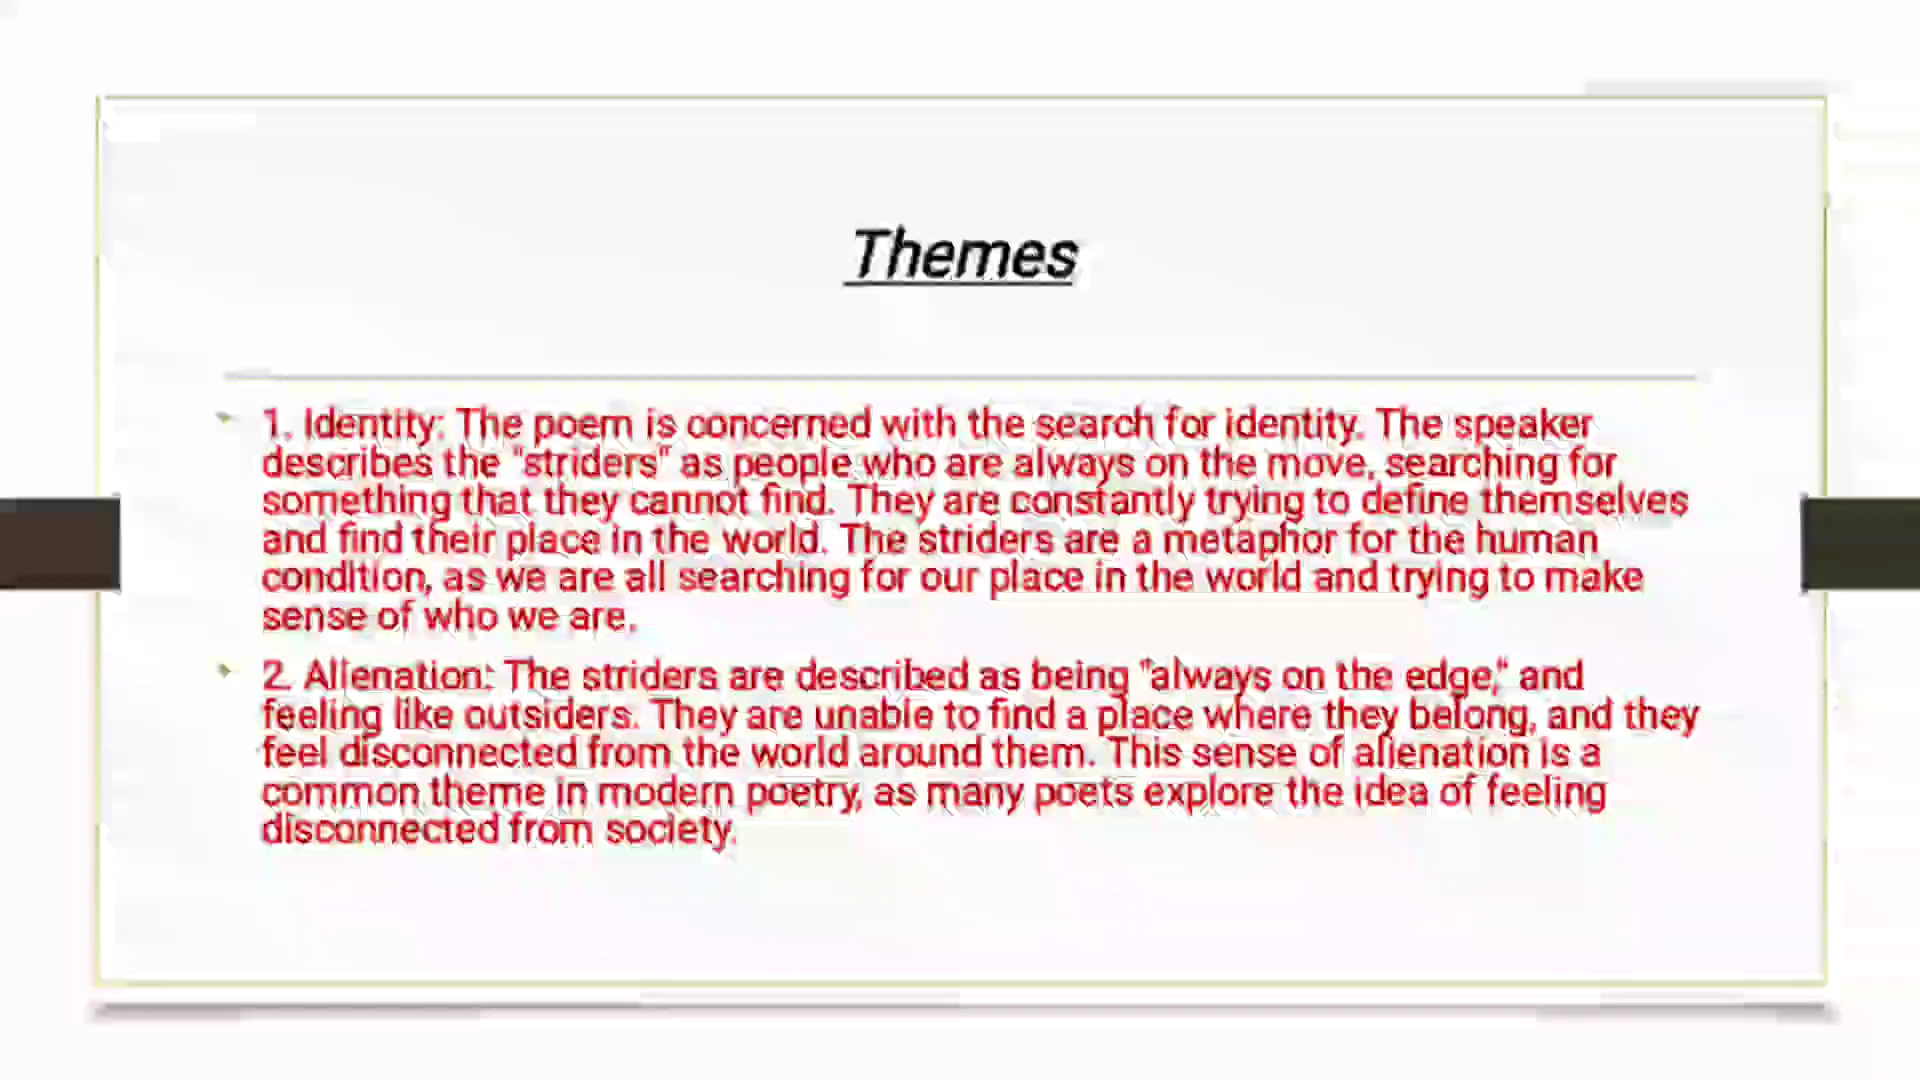 Themes
1. Identity: The poem is concerned with the search for identity. The speaker
describes the "striders" as people who are always on the move, searching for
something that they cannot find. They are constantly trying to define themselves
and find their place in the world. The striders are a metaphor for the human
condition, as we are all searching for our place in the world and trying to make
sense of who we are.
2. Alienation: The striders are described as being "always on the edge," and
feeling like outsiders. They are unable to find a place where they belong, and they
feel disconnected from the world around them. This sense of alienation is a
common theme in modern poetry, as many poets explore the idea of feeling
disconnected from society.